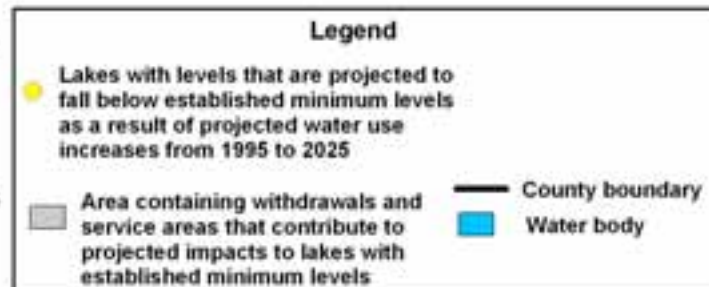 Legend
Lakes with levels that are projected to
fall below established minimum levels
as a result of projected water use
increases from 1995 to 2025
Area containing withdrawals and
service areas that contribute to
projected impacts to lakes with
established minimum levels
County boundary
Water body